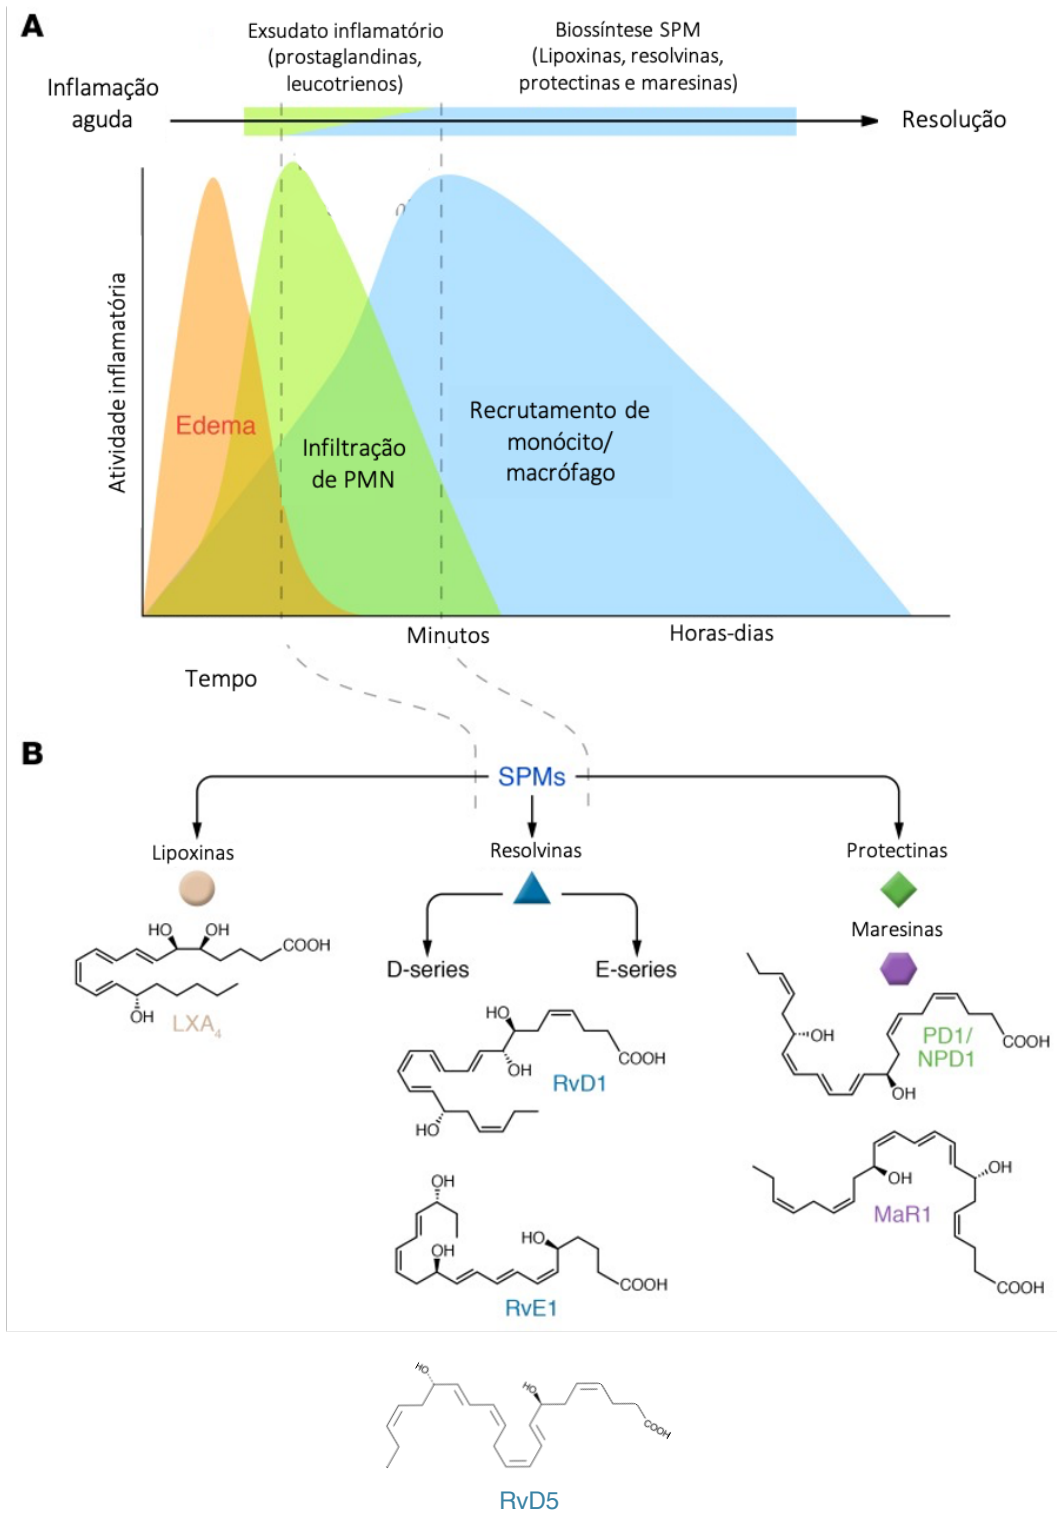 A
Exsudato inflamatório
(prostaglandinas,
leucotrienos)
Biossíntese SPM
(Lipoxinas, resolvinas,
protectinas e maresinas)
Inflamação
aguda
Resolução
Atividade inflamatória
Edema
Infiltração
de PMN
Recrutamento de
monócito/
macrófago
Minutos
Horas-dias
Tempo
B
SPMs
Lipoxinas
Resolvinas
Protectinas
Maresinas
HO
OH
COOH
OH
LXA4
D-series
E-series
HO
COOH
OH
RvD1
HO
OH
PD1/
NPD1
COOH
OH
OH
OH
HO
COOH
RvE1
OH
OH
MaR1
COOH
HO
HO
COOH
RvD5